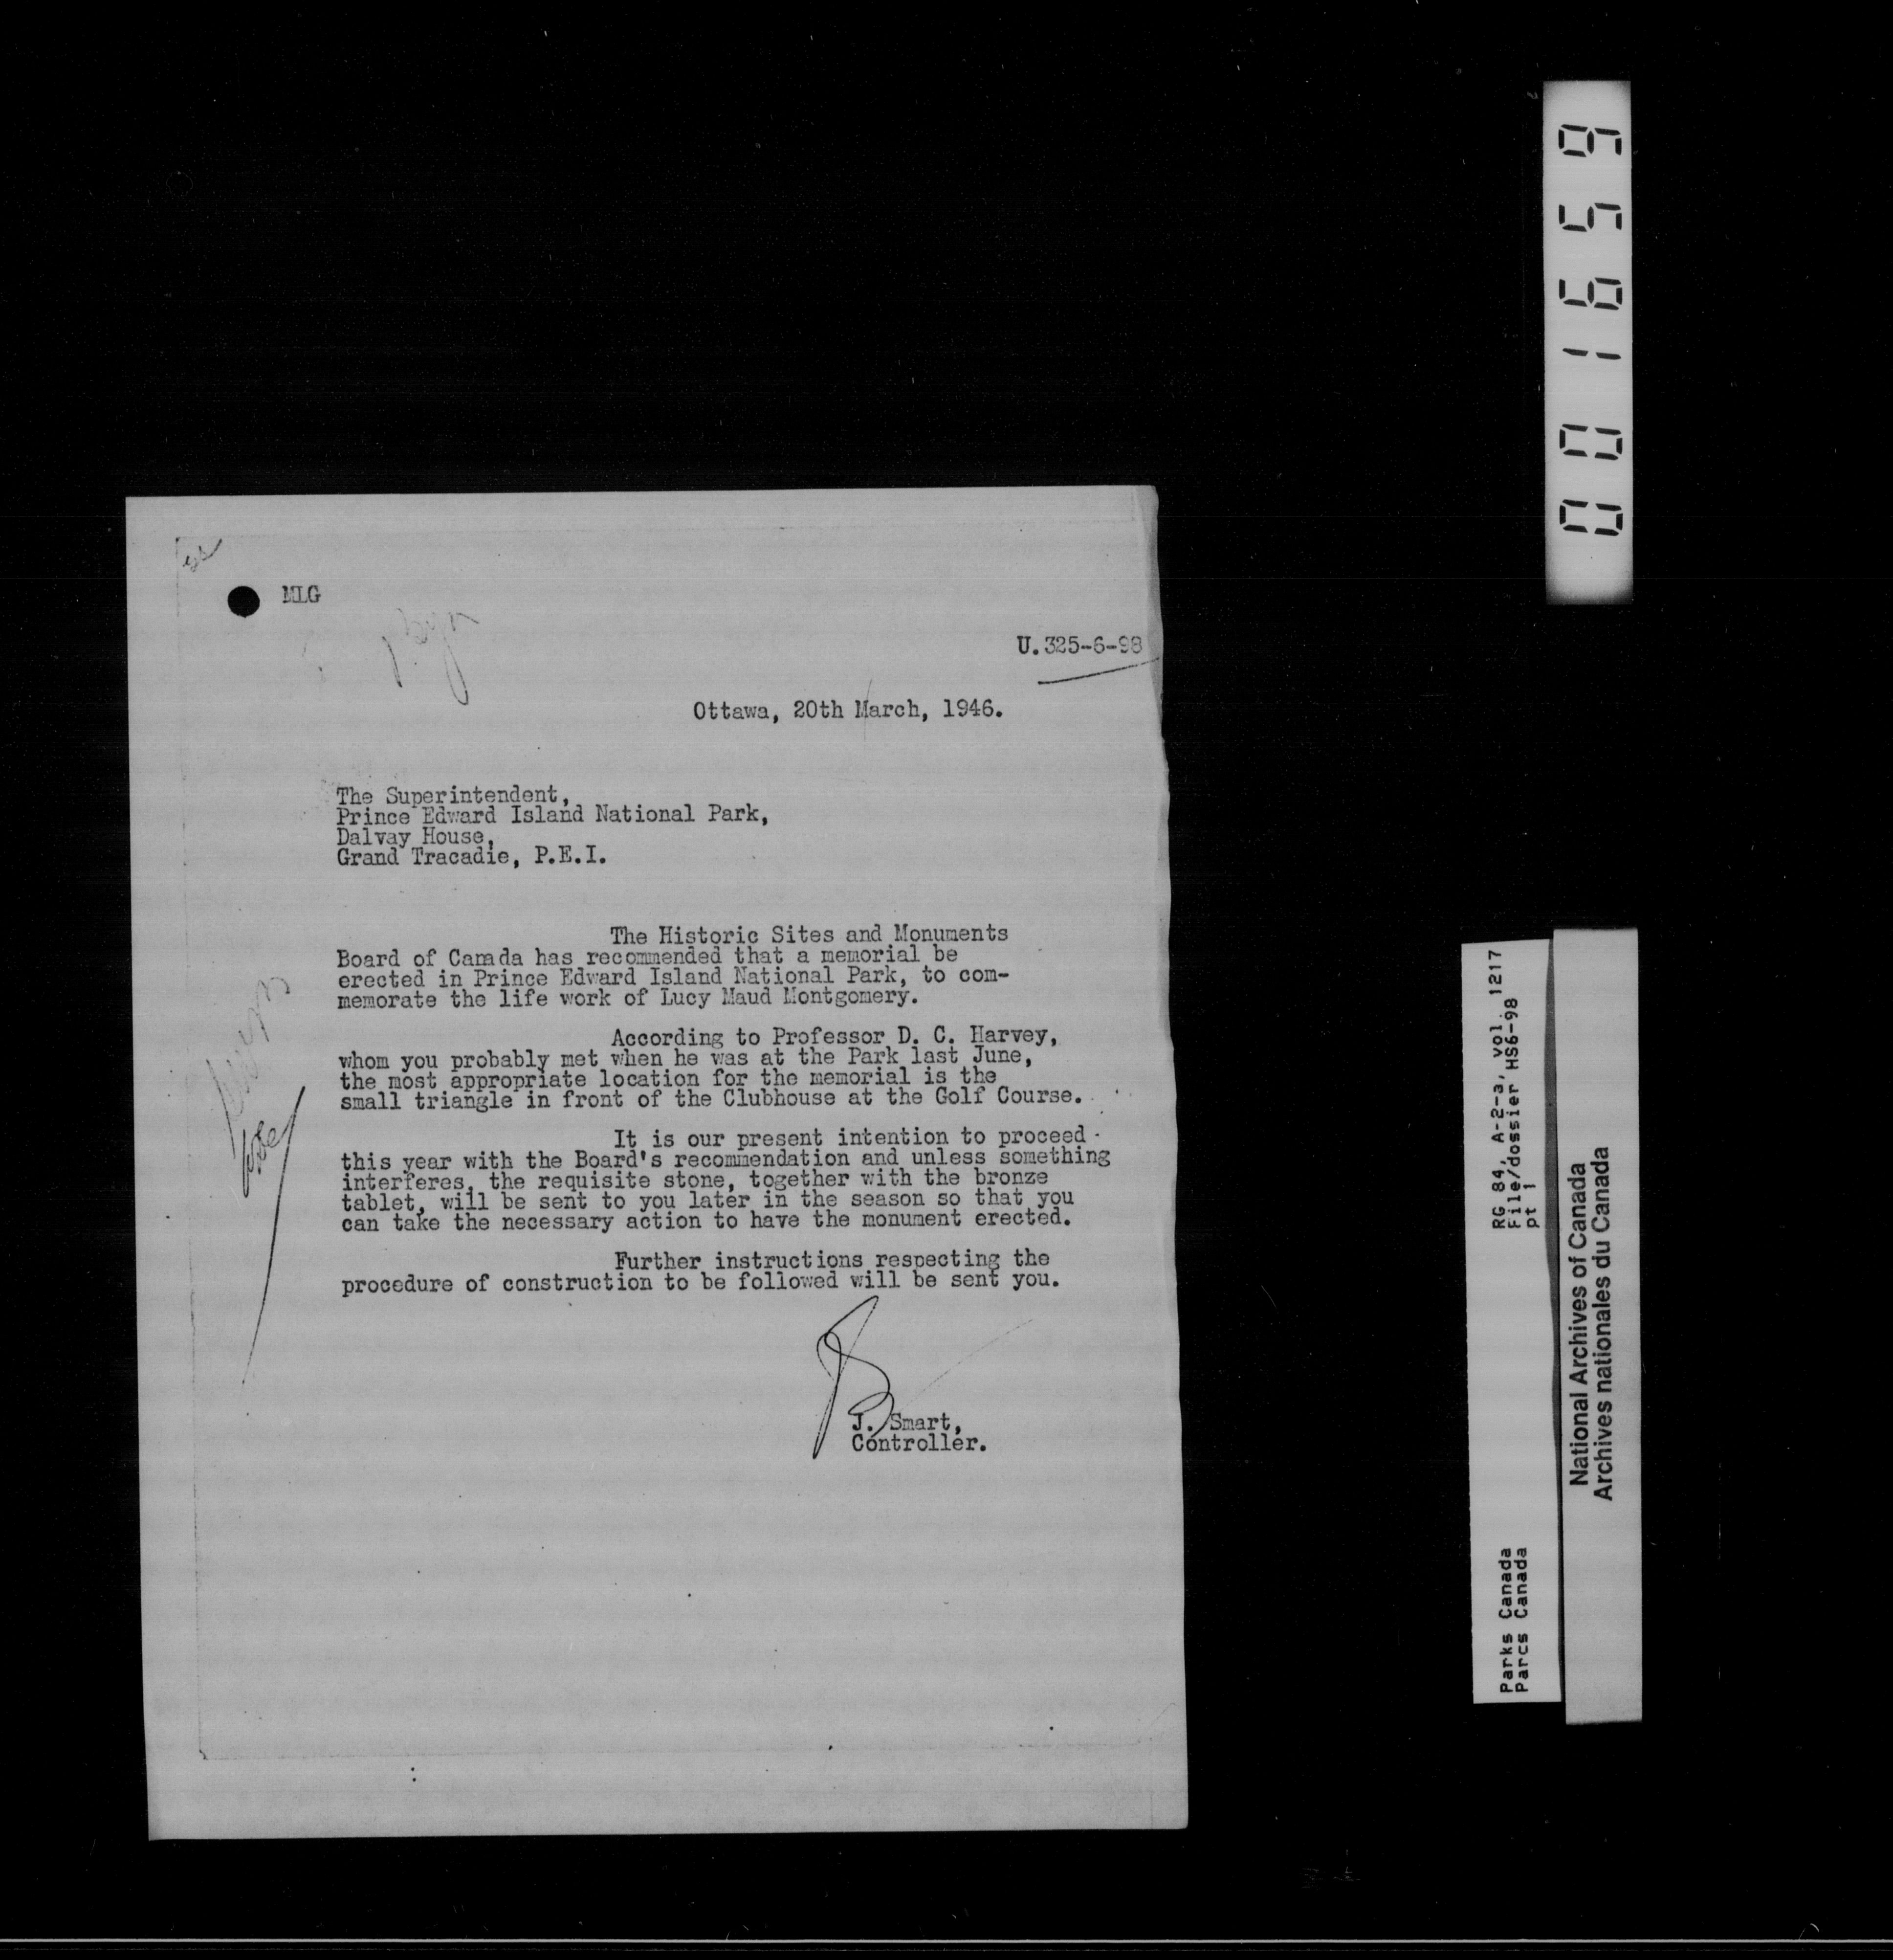 MLG
U.325-6-98
Ottawa, 20th March, 1946.
The Superintendent,
Prince Edward Island National Park,
Dalvay House,
Grand Tracadie, P.E.I.
The Historic Sites and Monuments
Board of Canada has recommended that a memorial be
erected in Prince Edward Island National Park, to com-
memorate the life work of Lucy Maud Montgomery.
According to Professor D. C. Harvey,
whom you probably met when he was at the Park last June,
the most appropriate location for the memorial is the
small triangle in front of the Clubhouse at the Golf Course.
It is our present intention to proceed
this year with the Board's recommendation and unless something
interferes, the requisite stone, together with the bronze
tablet, will be sent to you later in the season so that you
can take the necessary action to have the monument erected.
Further instructions respecting the
procedure of construction to be followed will be sent you.
J. Smart,
Controller.
001659
RG 84, A-2-a, vol. 1217
File/dossier HS6-98
pt 1
Parks Canada
Parcs Canada
National Archives of Canada
Archives nationales du Canada